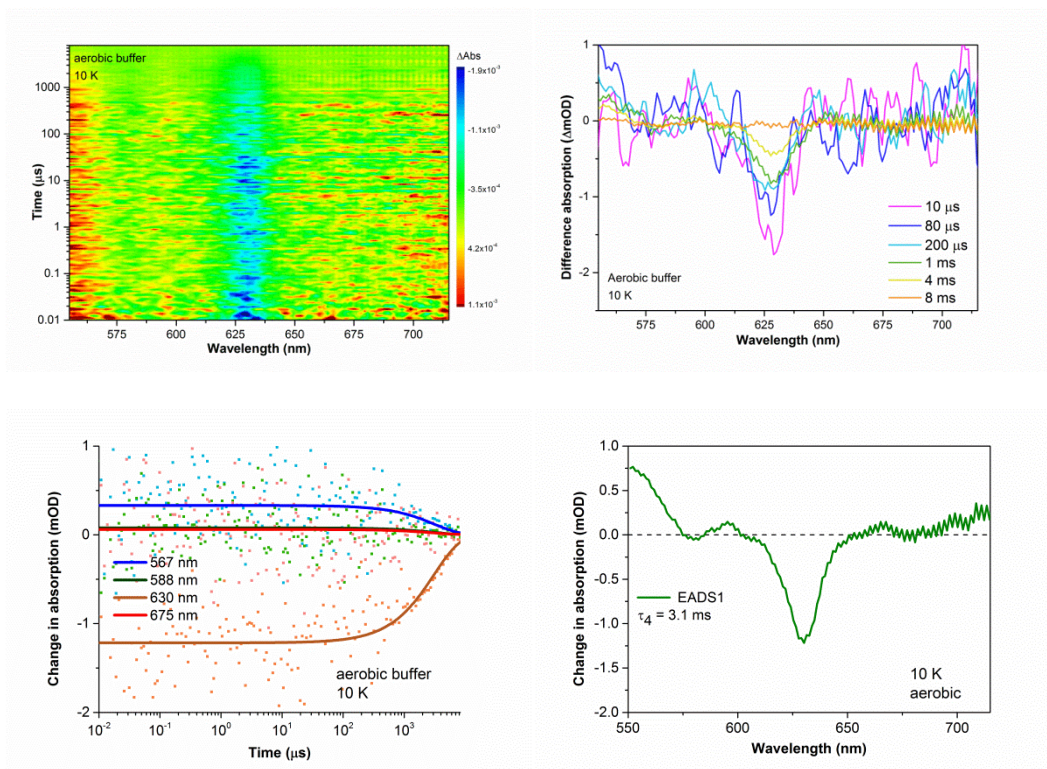 aerobic buffer
10 K
ΔAbs
-1.9x10⁻³
-1.1x10⁻³
-3.5x10⁻⁴
4.2x10⁻⁴
1.1x10⁻³
1000
100
10
1
0.1
0.01
Time (µs)
575 600 625 650 675 700
Wavelength (nm)
1
0
-1
-2
Difference absorption (ΔmOD)
10 µs
80 µs
200 µs
1 ms
4 ms
8 ms
Aerobic buffer
10 K
575 600 625 650 675 700
Wavelength (nm)
1
0
-1
-2
Change in absorption (mOD)
567 nm
588 nm
630 nm
675 nm
aerobic buffer
10 K
10⁻² 10⁻¹ 10⁰ 10¹ 10² 10³
Time (µs)
1.0
0.5
0.0
-0.5
-1.0
-1.5
-2.0
Change in absorption (mOD)
EADS1
τ₄ = 3.1 ms
10 K
aerobic
550 600 650 700
Wavelength (nm)